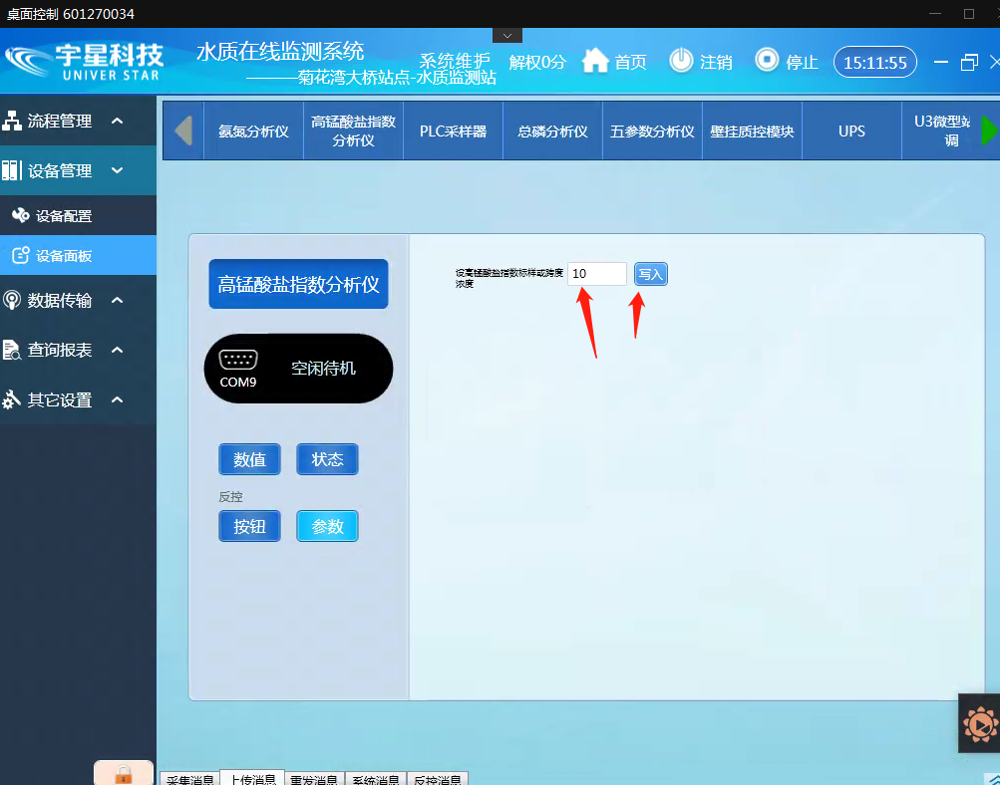 桌面控制 601270034
宇星科技
UNIVER STAR
水质在线监测系统
———菊花湾大桥站点-水质监测站
系统维护
解权0分
首页
注销
停止
15:11:55
流程管理
设备管理
设备配置
设备面板
数据传输
查询报表
其它设置
氨氮分析仪
高锰酸盐指数
分析仪
PLC采样器
总磷分析仪
五参数分析仪
壁挂质控模块
UPS
U3微型站
调
高锰酸盐指数分析仪
COM9
空闲待机
数值
状态
反控
按钮
参数
设高锰酸盐指数标样或跨度
浓度
10
写入
采集消息
上传消息
重发消息
系统消息
反控消息